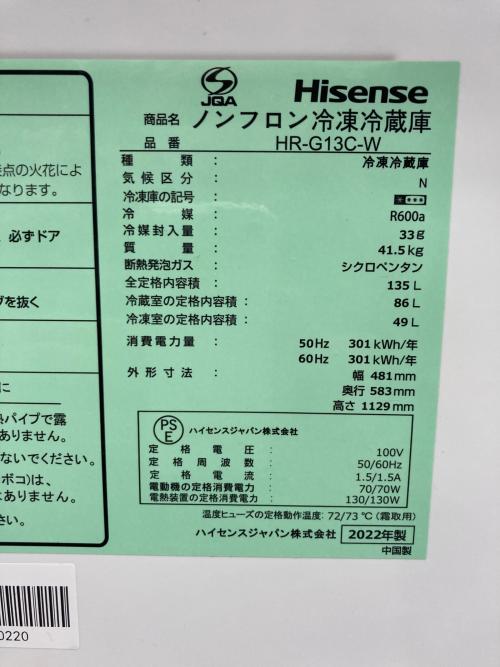 接点の火花によ
なります。
、必ずドア
グを抜く
に
熱パイプで露
ありません。
ないでください。
ボコ)は、
はありません。
さい。
0220
JQA
Hisense
商品名 ノンフロン冷凍冷蔵庫
品番 HR-G13C-W
種類 : 冷凍冷蔵庫
気候区分 : N
冷凍庫の記号 :
冷媒 : R600a
冷媒封入量 : 33g
質量 : 41.5kg
断熱発泡ガス : シクロペンタン
全定格内容積 : 135 L
冷蔵室の定格内容積 : 86 L
冷凍室の定格内容積 : 49 L
消費電力量 : 50Hz 301 kWh/年
60Hz 301 kWh/年
外形寸法 : 幅 481mm
奥行 583mm
高さ 1129mm
PSE ハイセンスジャパン株式会社
定格電圧 : 100V
定格周波数 : 50/60Hz
定格電流 : 1.5/1.5A
電動機の定格消費電力 : 70/70W
電熱装置の定格消費電力 : 130/130W
温度ヒューズの定格動作温度: 72/73 ℃ (霜取用)
ハイセンスジャパン株式会社 2022年製
中国製